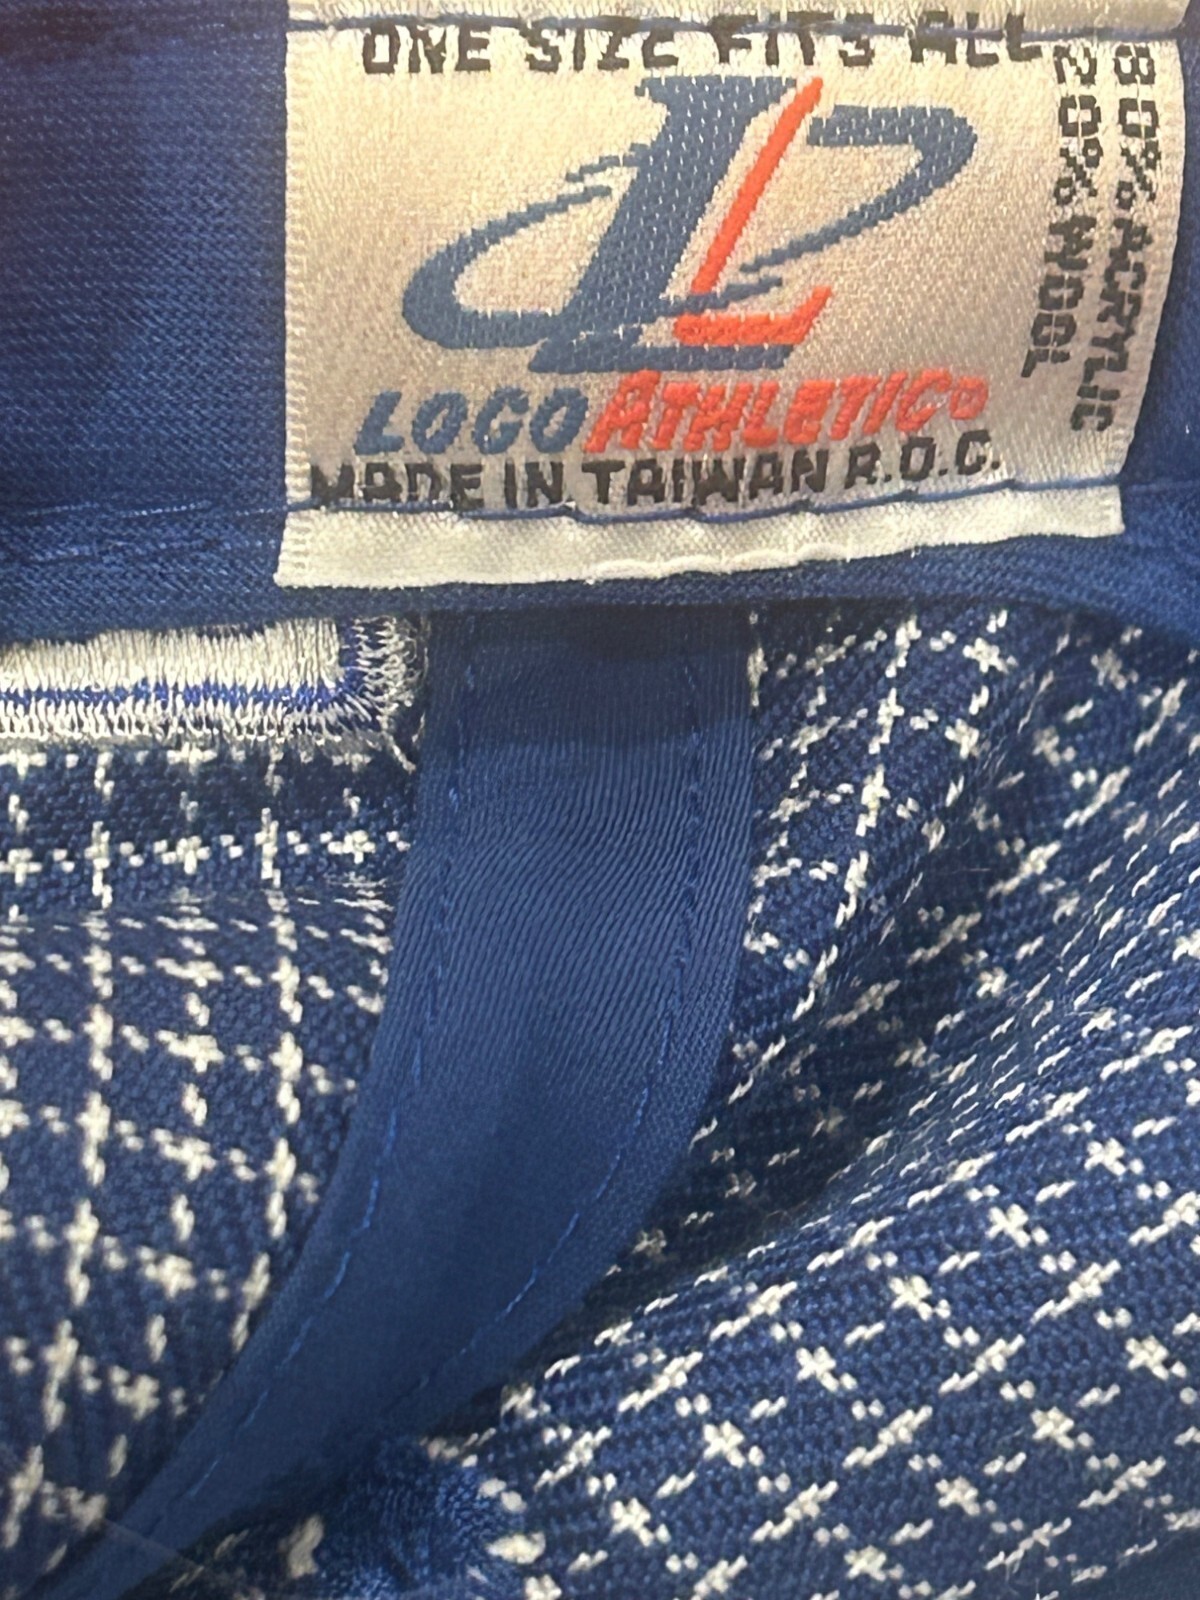 ONE SIZE FITS ALL
80% ACRYLIC
20% WOOL
L
LOGO ATHLETIC
MADE IN TAIWAN R.O.C.